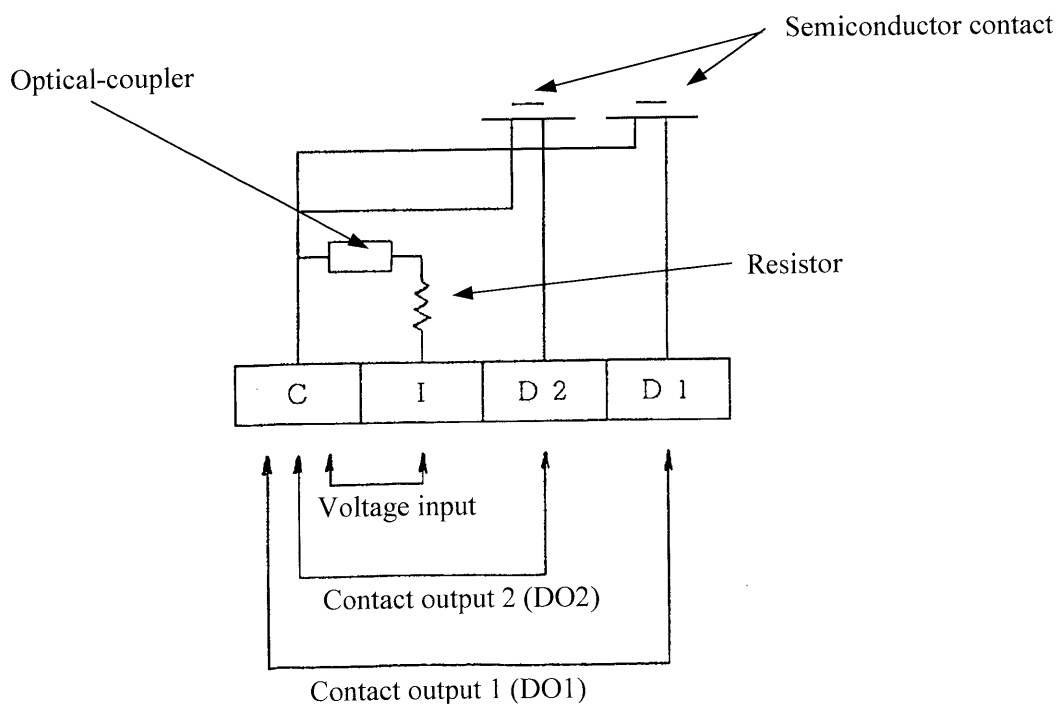 Semiconductor contact
Optical-coupler
Resistor
C I D 2 D 1
Voltage input
Contact output 2 (DO2)
Contact output 1 (DO1)